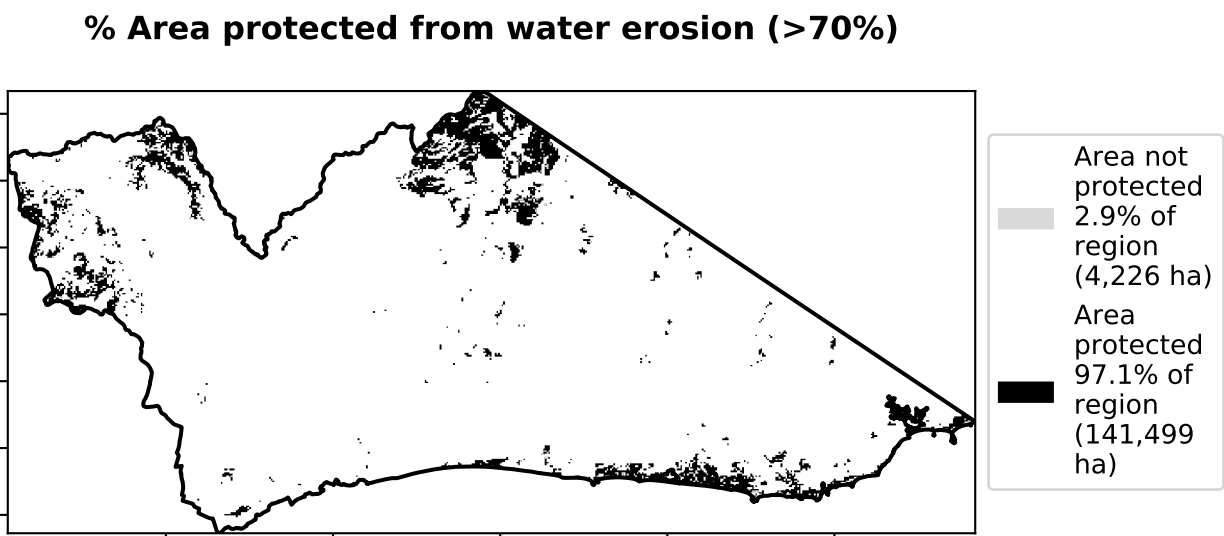 % Area protected from water erosion (>70%)
Area not
protected
2.9% of
region
(4,226 ha)
Area
protected
97.1% of
region
(141,499
ha)